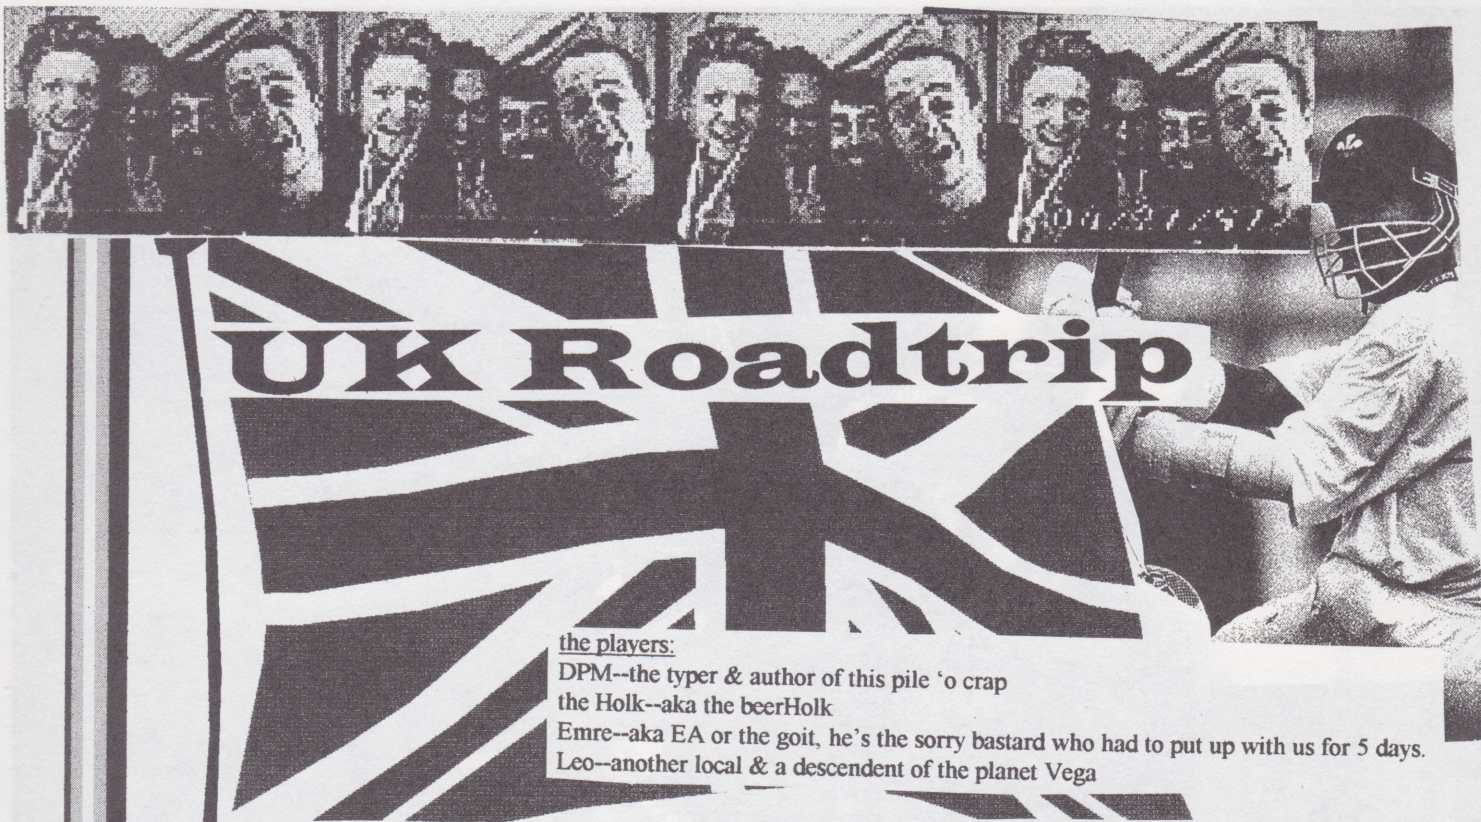 UK Roadtrip
the players:
DPM--the typer & author of this pile ‘o crap
the Holk--aka the beerHolk
Emre--aka EA or the goit, he's the sorry bastard who had to put up with us for 5 days.
Leo--another local & a descendent of the planet Vega